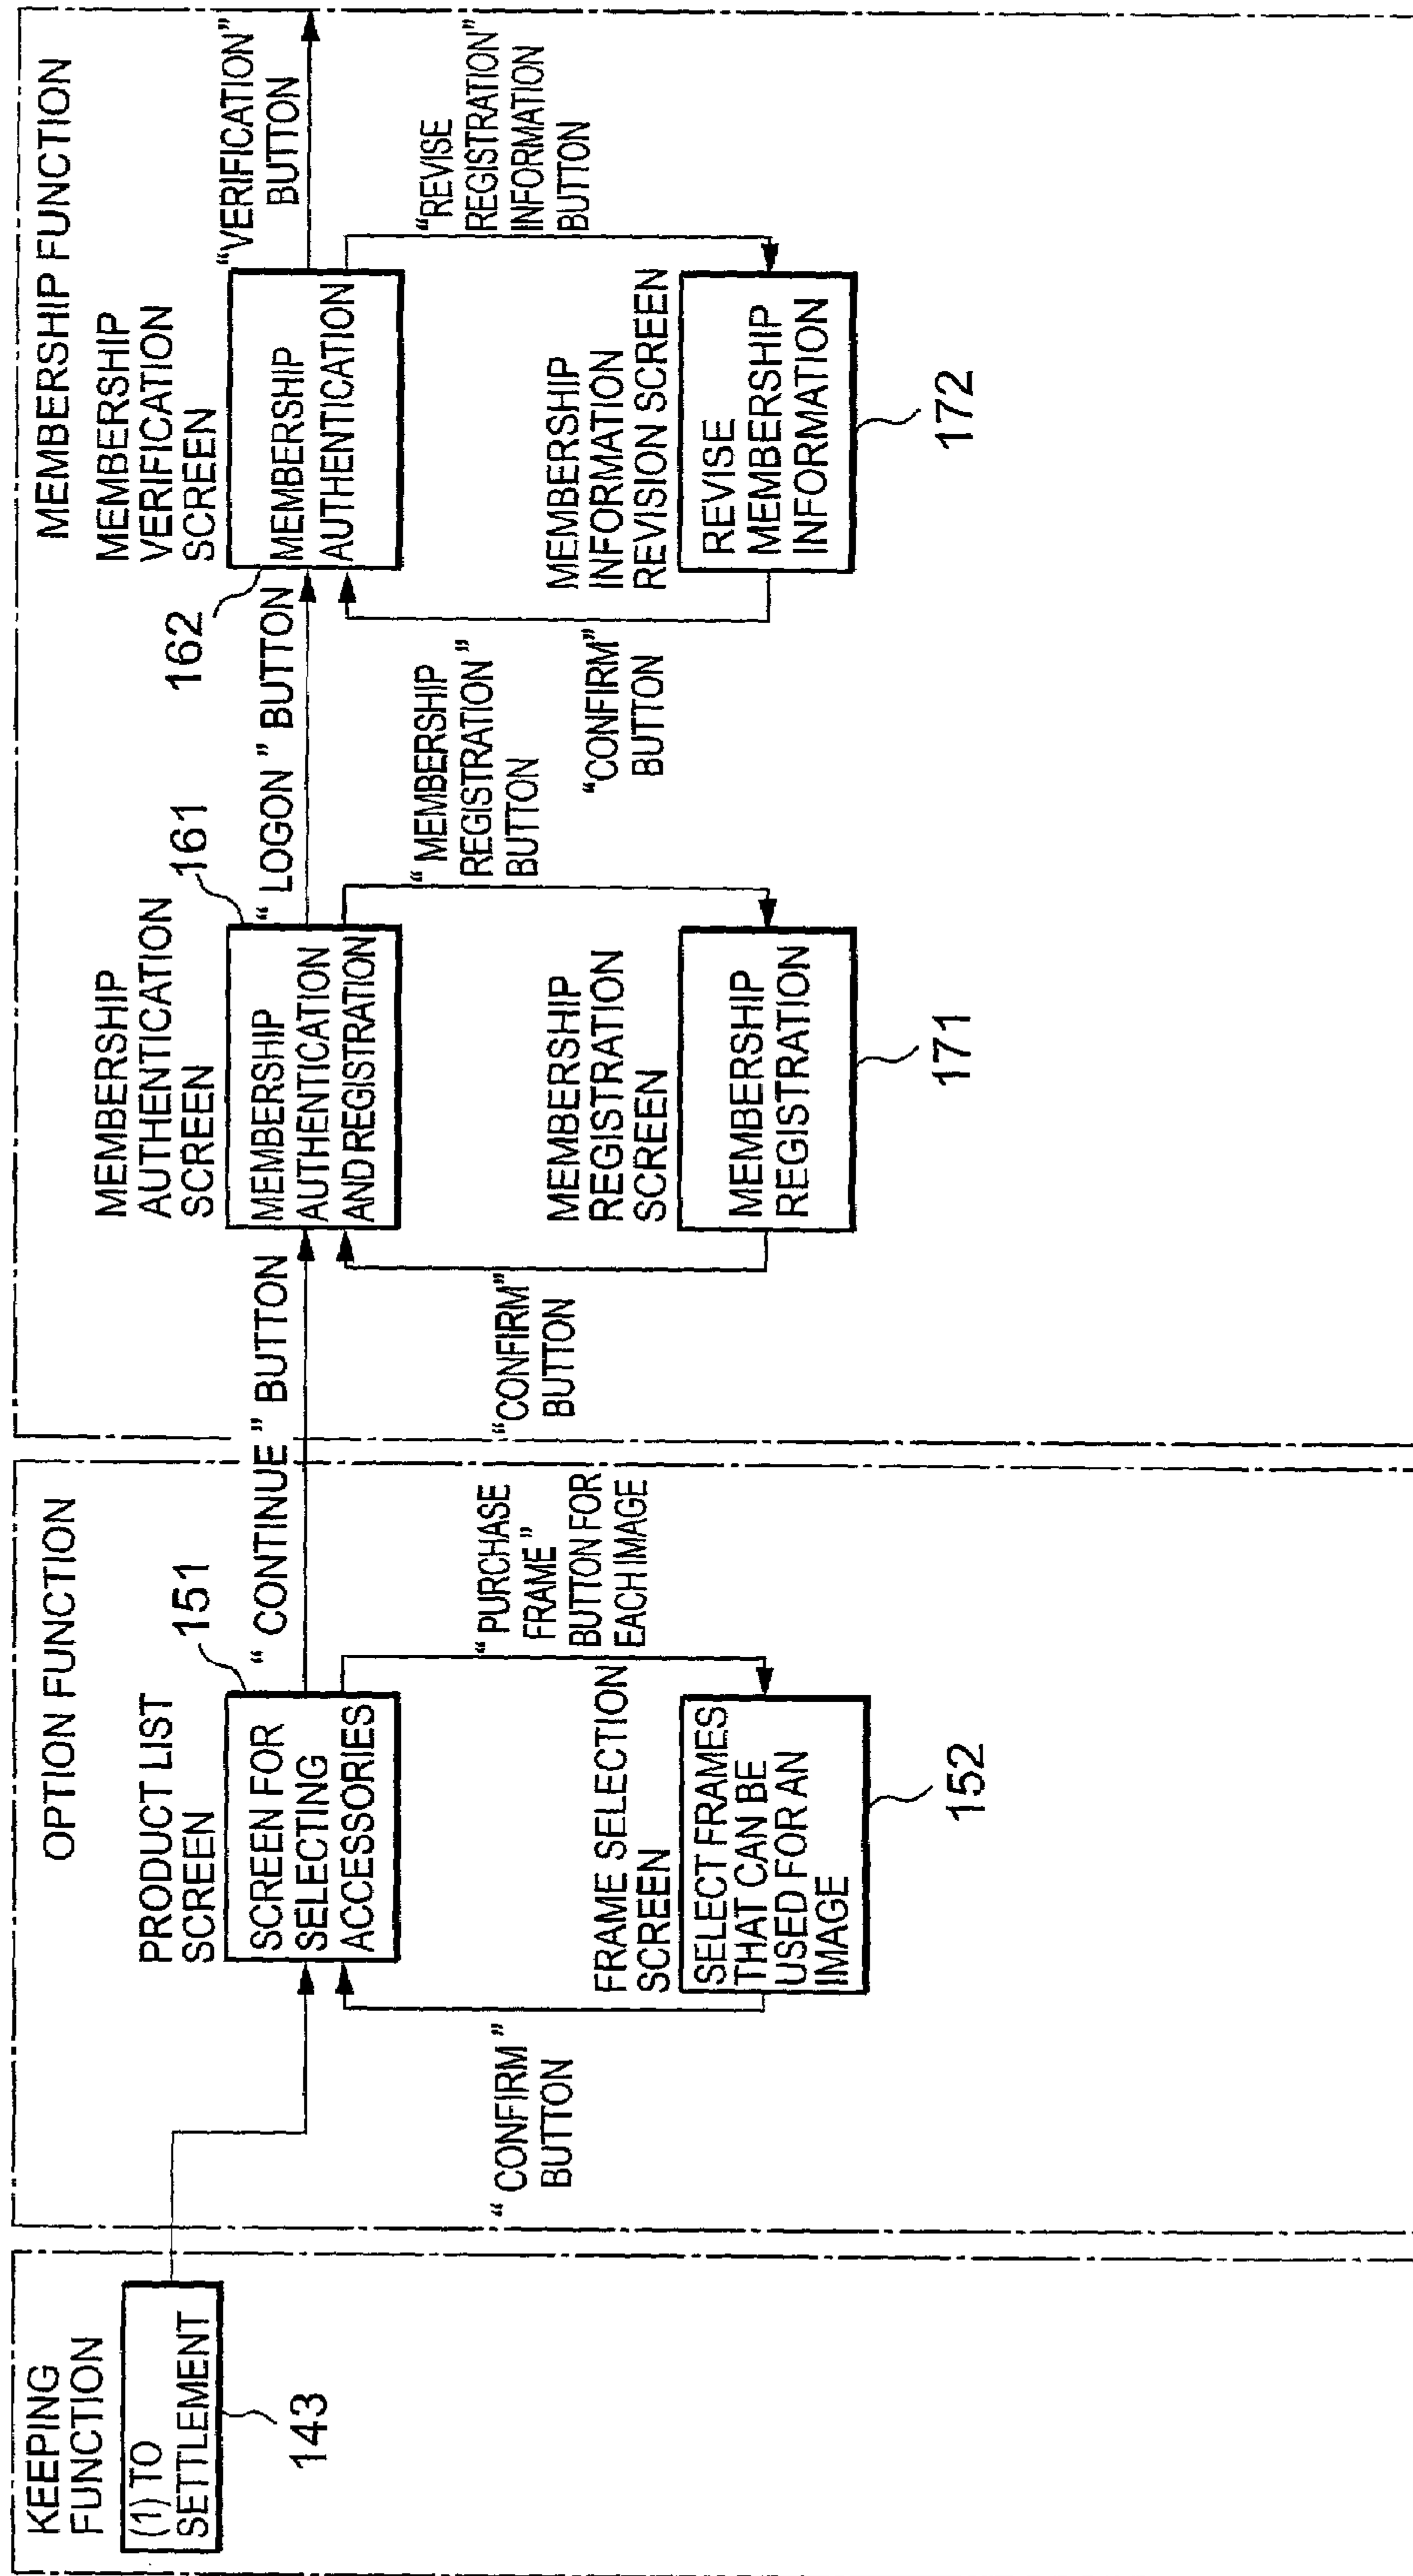 KEEPING
FUNCTION
(1) TO
SETTLEMENT
143
OPTION FUNCTION
PRODUCT LIST
SCREEN
151
SCREEN FOR
SELECTING
ACCESSORIES
“ CONTINUE ” BUTTON
“ PURCHASE
FRAME ”
BUTTON FOR
EACH IMAGE
FRAME SELECTION
SCREEN
SELECT FRAMES
THAT CAN BE
USED FOR AN
IMAGE
152
“ CONFIRM ”
BUTTON
MEMBERSHIP FUNCTION
MEMBERSHIP
AUTHENTICATION
SCREEN
161
MEMBERSHIP
AUTHENTICATION
AND REGISTRATION
“ LOGON ” BUTTON
“ MEMBERSHIP
REGISTRATION ”
BUTTON
MEMBERSHIP
REGISTRATION
SCREEN
MEMBERSHIP
REGISTRATION
171
“CONFIRM”
BUTTON
MEMBERSHIP
VERIFICATION
SCREEN
162
MEMBERSHIP
AUTHENTICATION
“VERIFICATION”
BUTTON
“REVISE
REGISTRATION”
INFORMATION
BUTTON
MEMBERSHIP
INFORMATION
REVISION SCREEN
REVISE
MEMBERSHIP
INFORMATION
172
“CONFIRM”
BUTTON